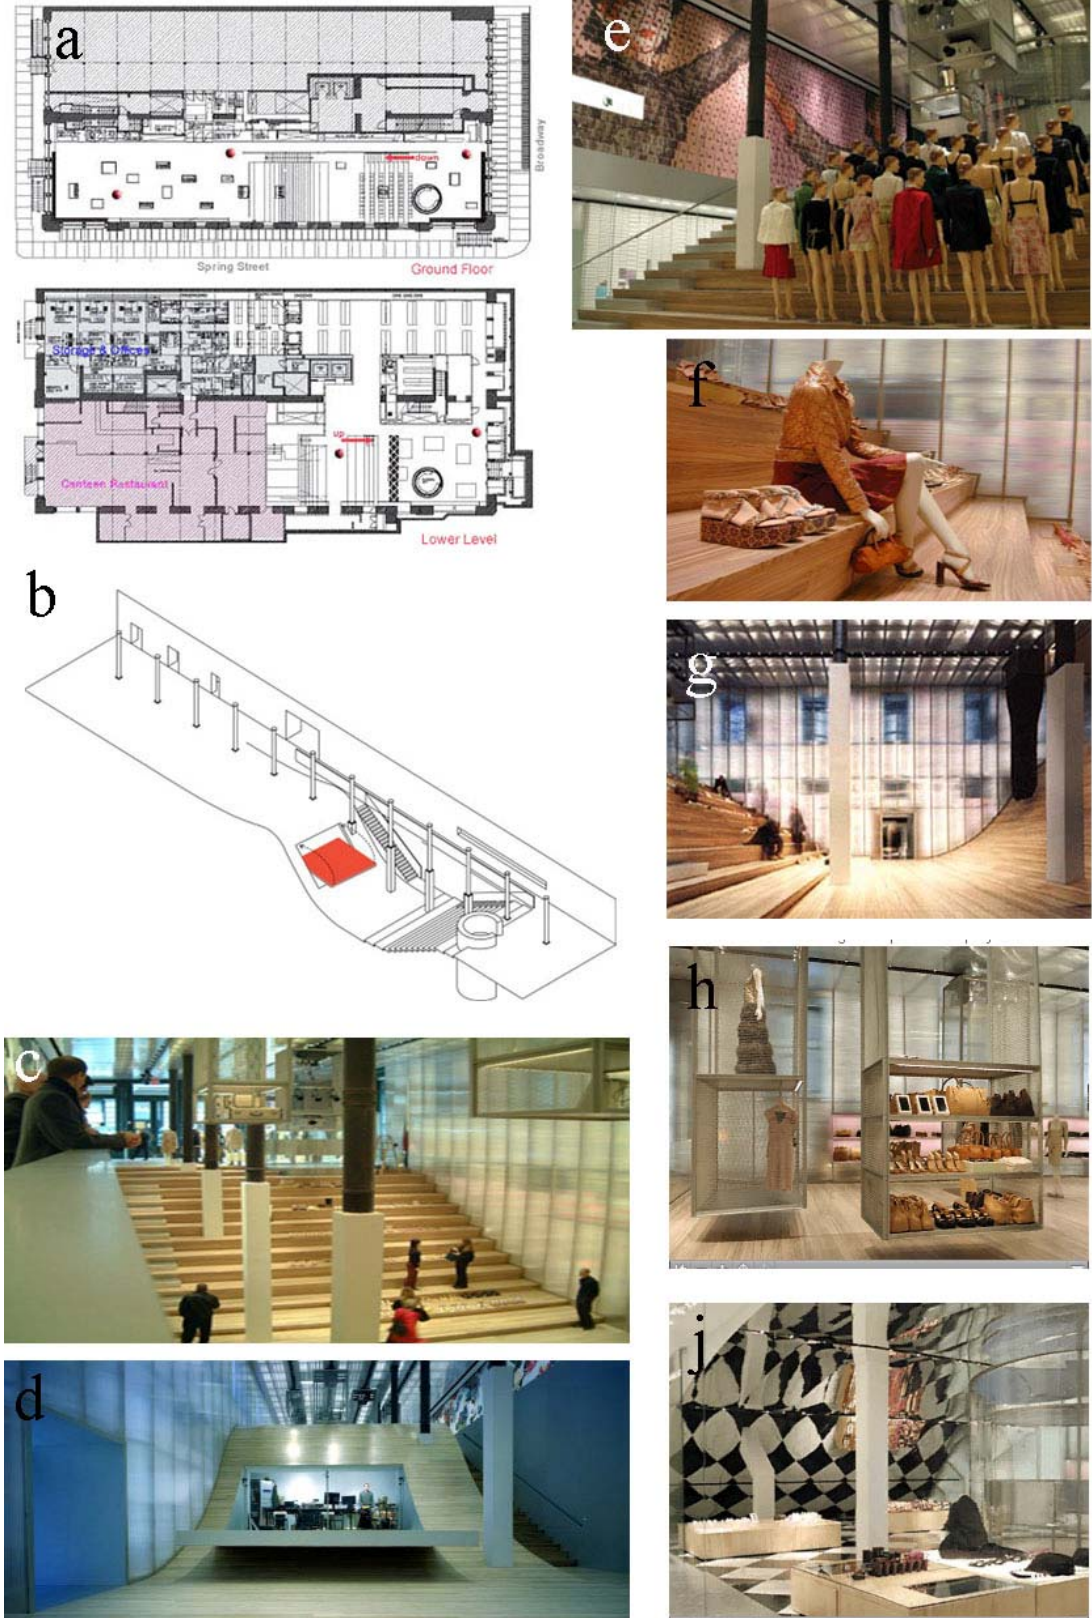 a
down
Broadway
Spring Street
Ground Floor
Storage & Offices
up
Canteen Restaurant
Lower Level
b
c
d
e
f
g
h
j